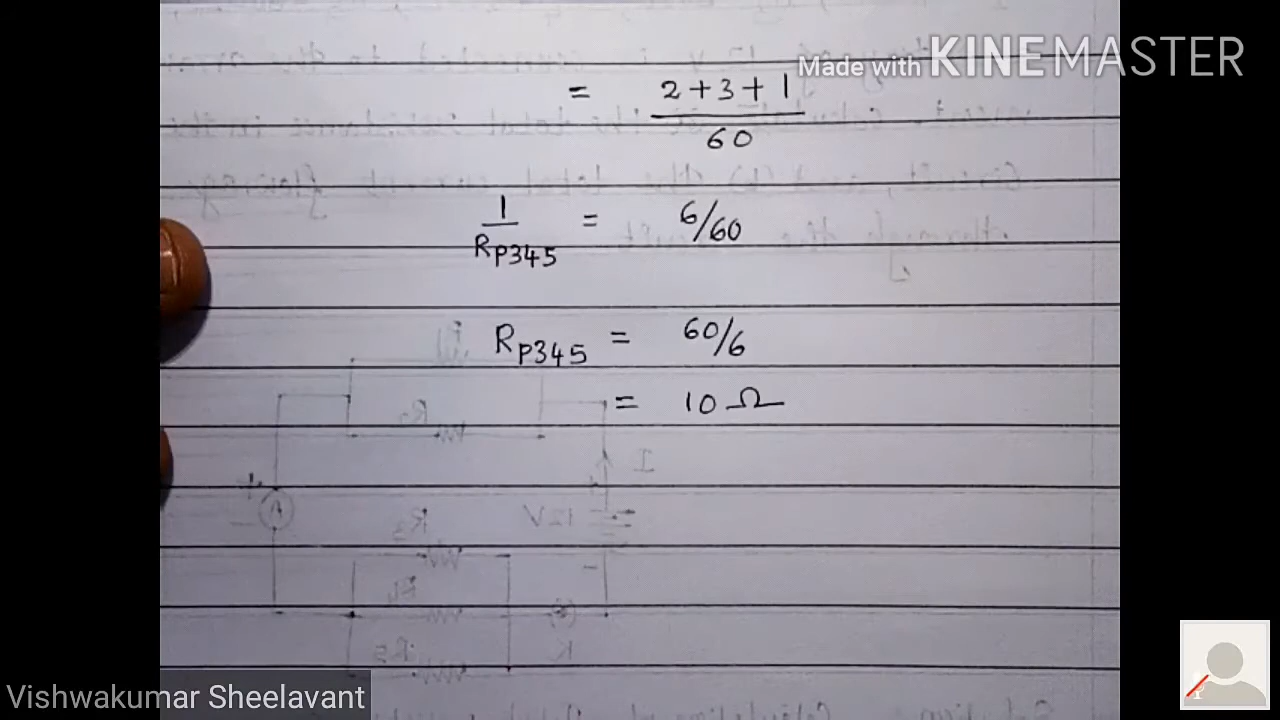 Made with KINEMASTER
= 2+3+1
60
1 = 6/60
RP345
RP345 = 60/6
= 10 Ω
Vishwakumar Sheelavant